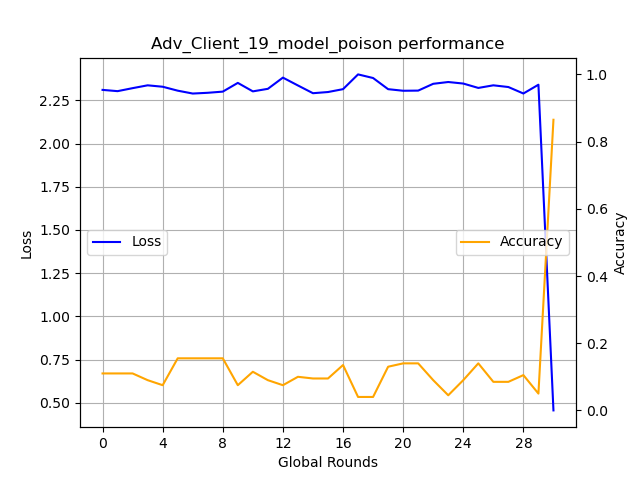 Adv_Client_19_model_poison performance
Loss
2.25
2.00
1.75
1.50
1.25
1.00
0.75
0.50
Loss
Accuracy
1.0
0.8
0.6
0.4
0.2
0.0
Accuracy
0 4 8 12 16 20 24 28
Global Rounds